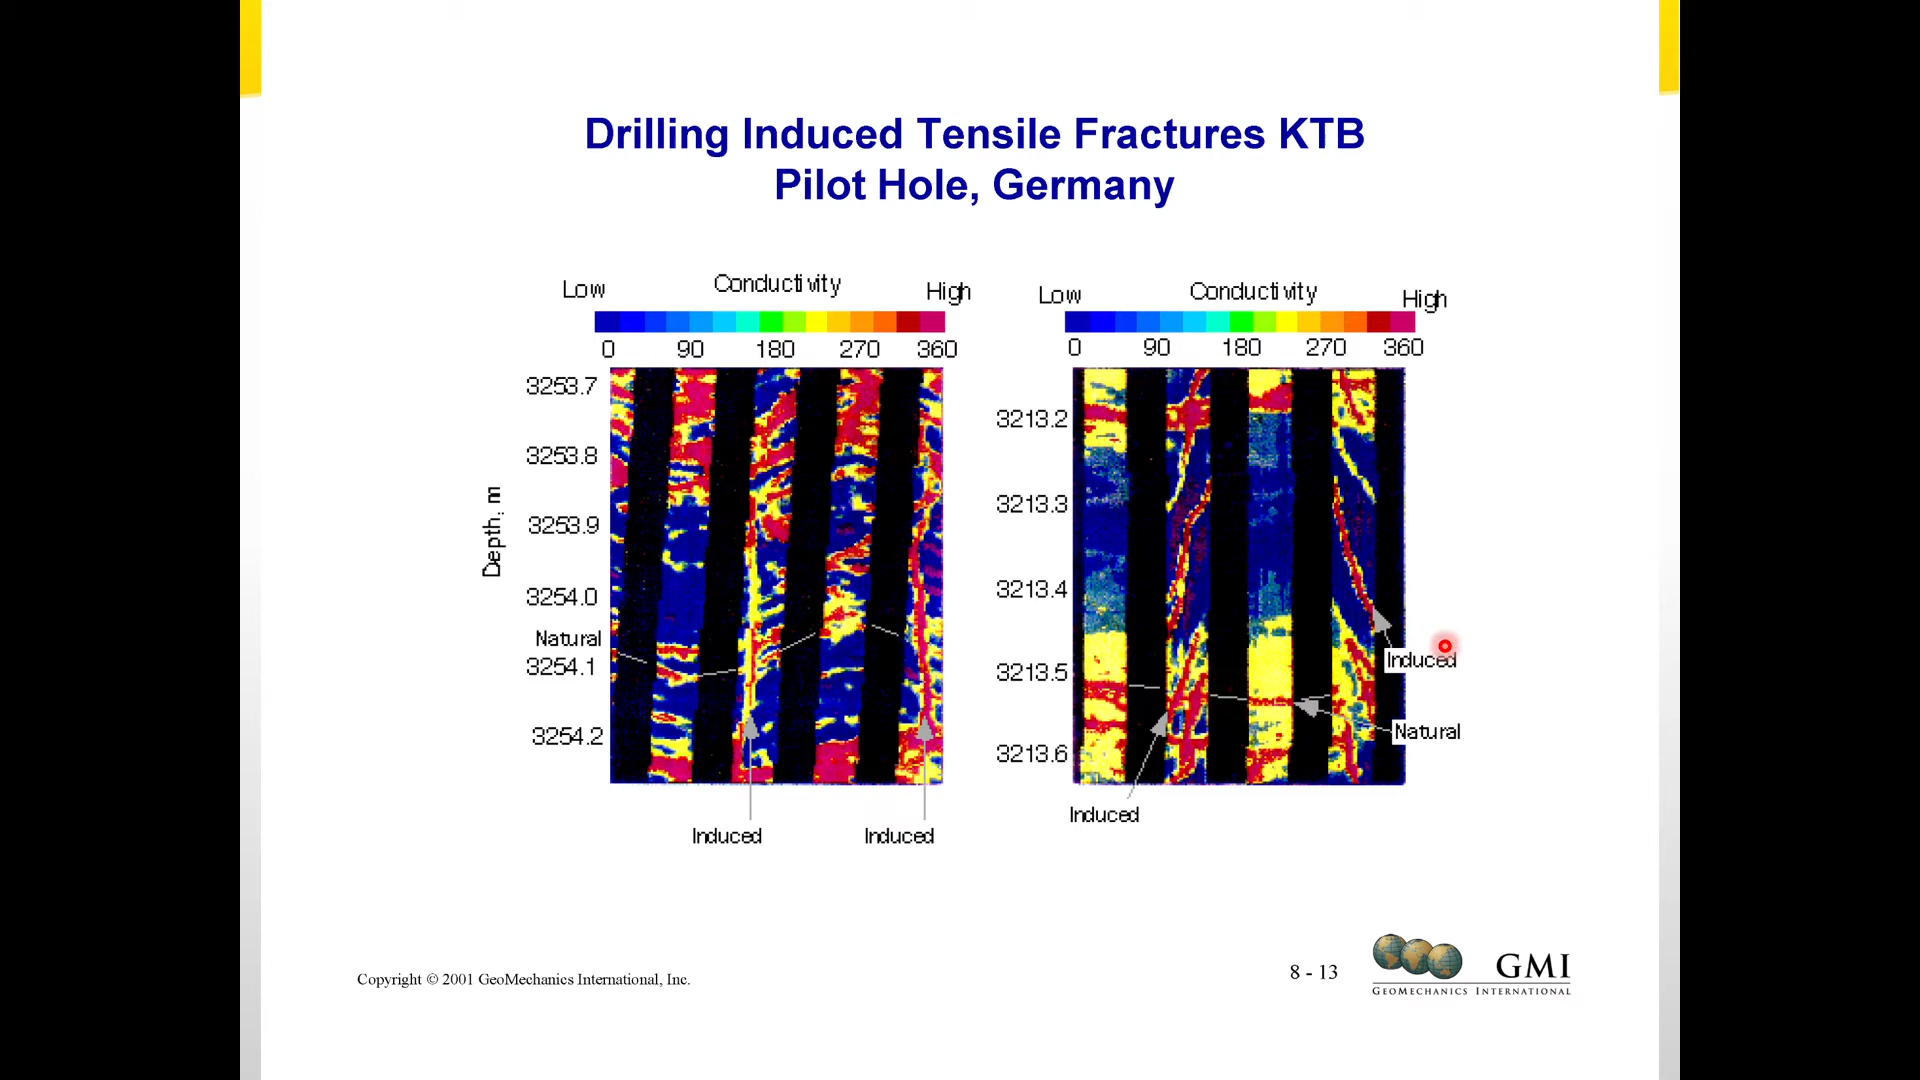 Drilling Induced Tensile Fractures KTB
Pilot Hole, Germany
Low Conductivity High
0 90 180 270 360
3253.7
3253.8
3253.9
3254.0
Natural
3254.1
3254.2
Depth. m
Induced Induced
Low Conductivity High
0 90 180 270 360
3213.2
3213.3
3213.4
3213.5
3213.6
Induced
Natural
Induced
Copyright © 2001 GeoMechanics International, Inc.
8 - 13
GMI
GEOMECHANICS INTERNATIONAL